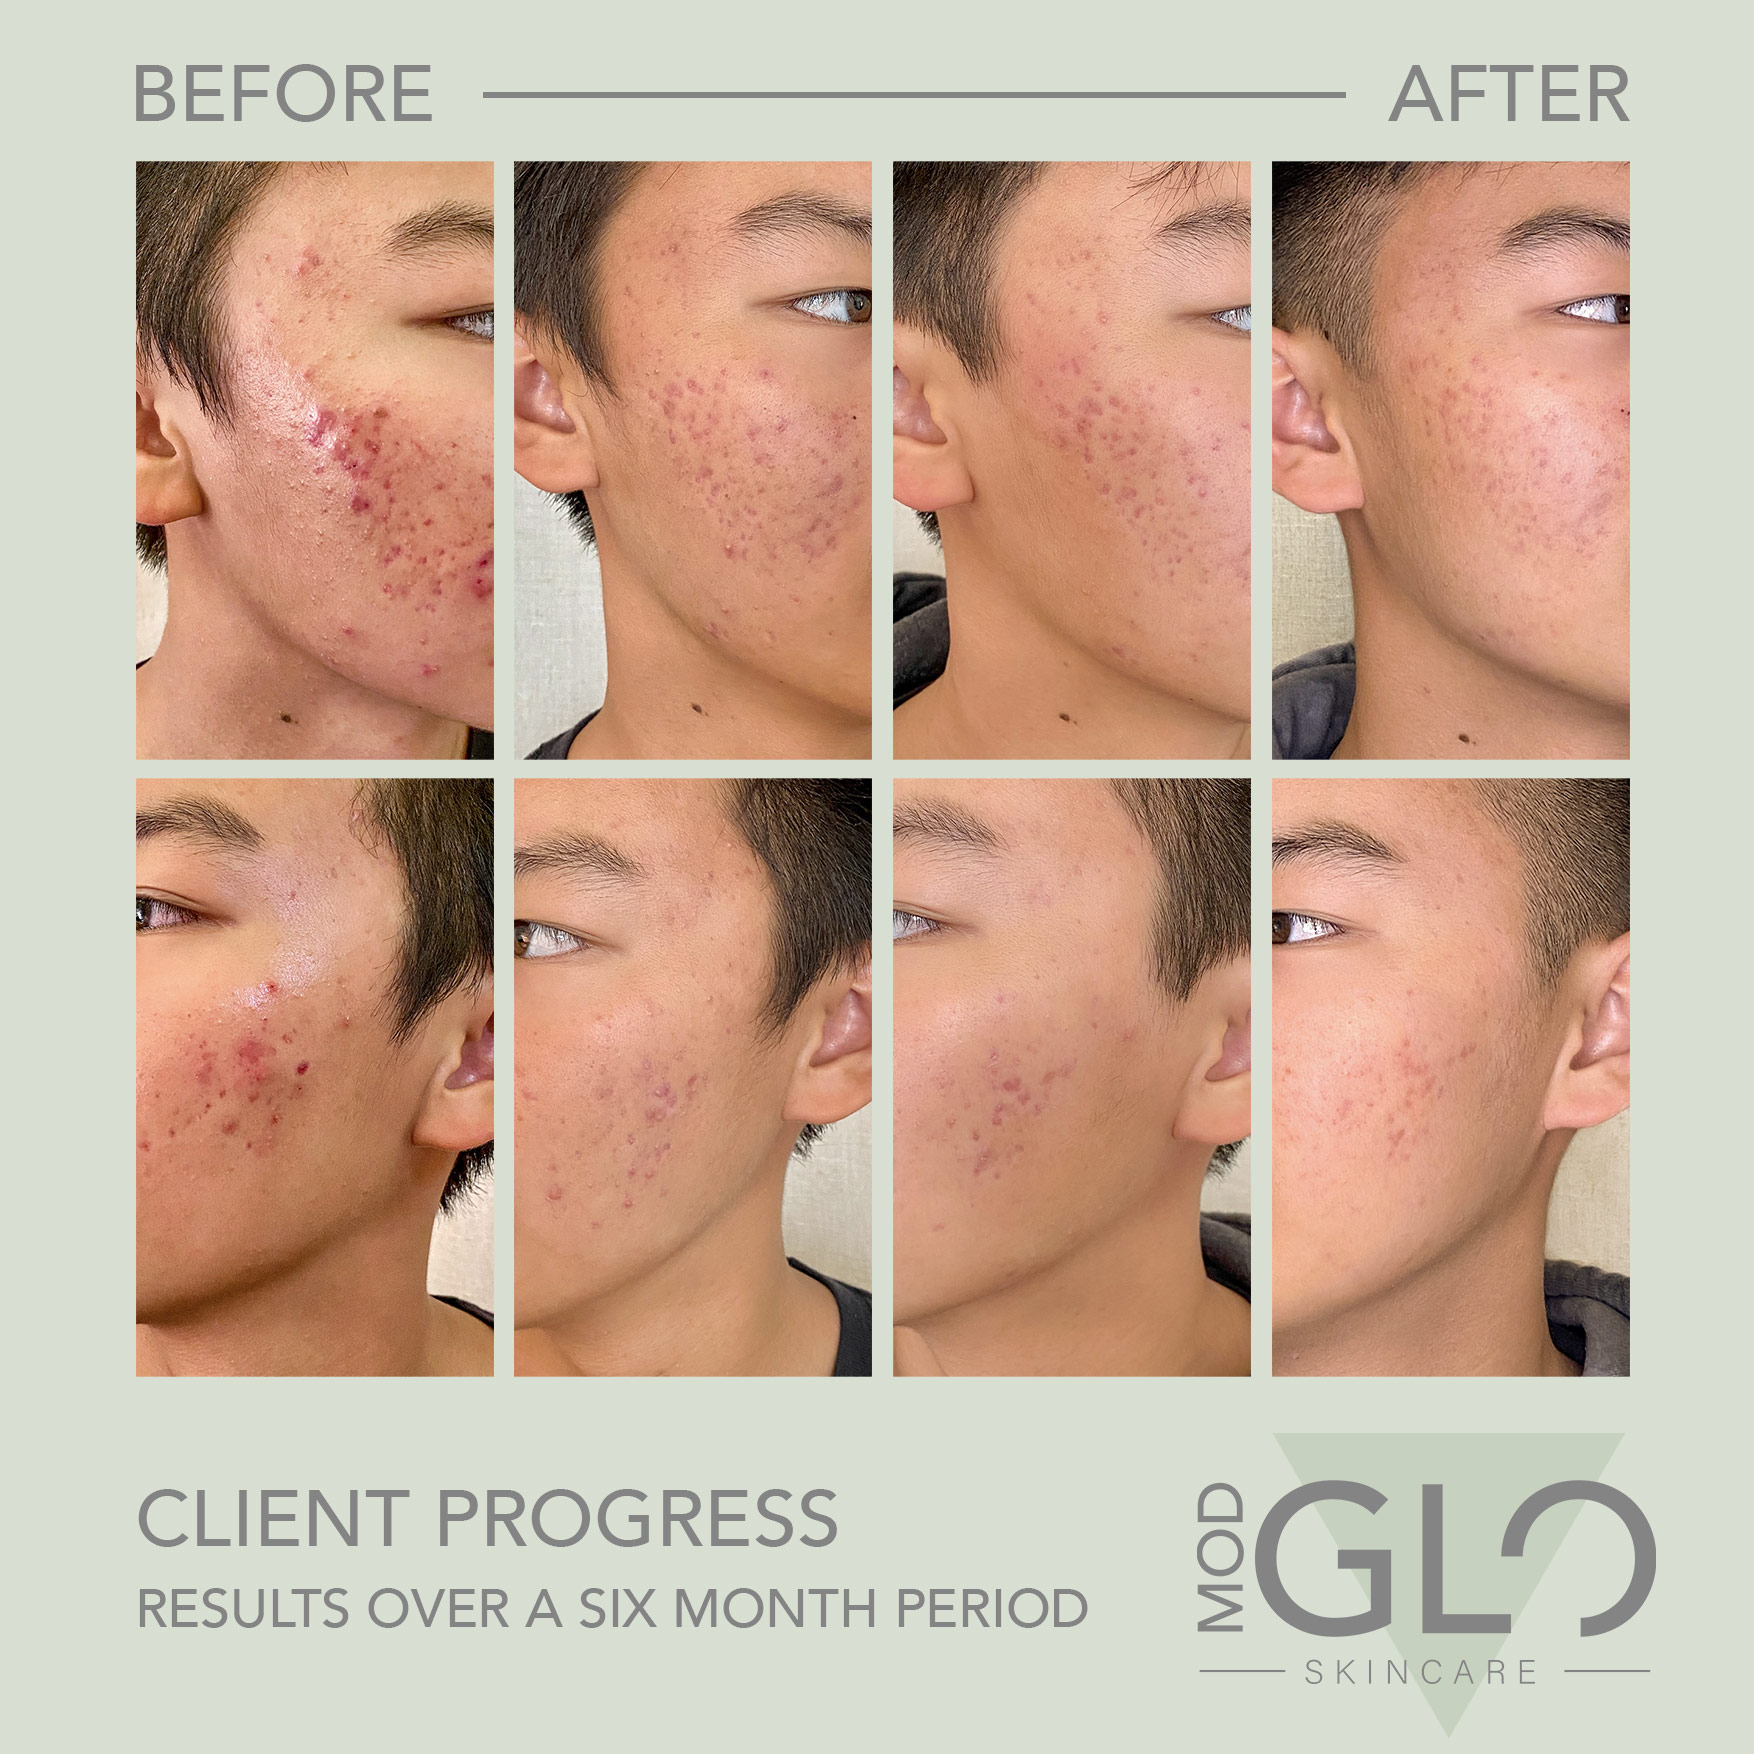 BEFORE AFTER
CLIENT PROGRESS
RESULTS OVER A SIX MONTH PERIOD
MOD
GLO
SKINCARE